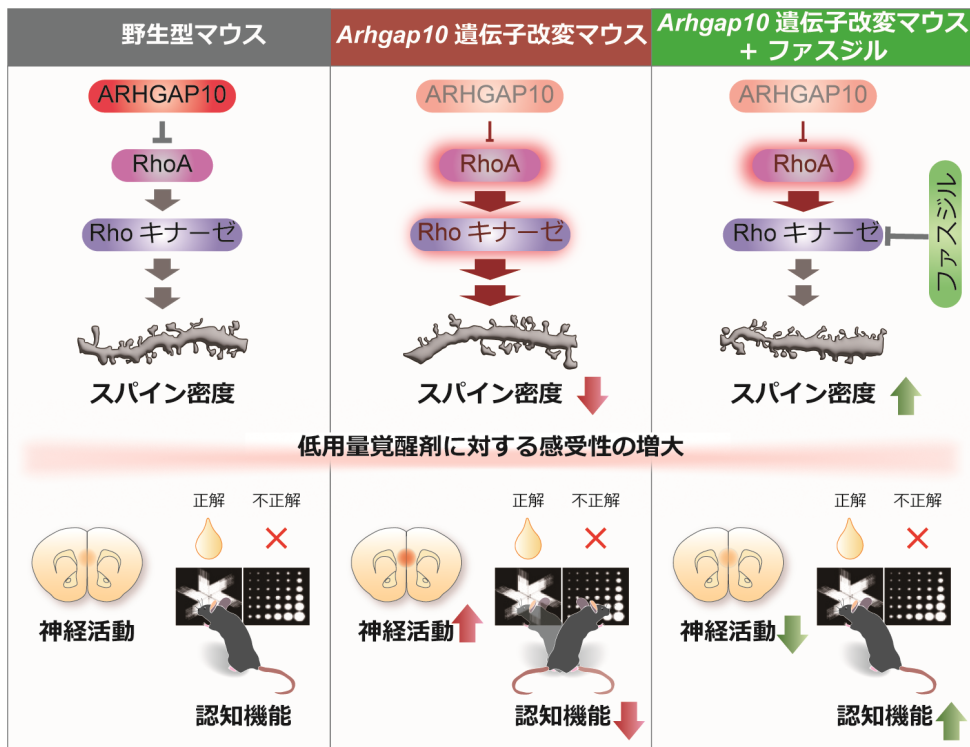 野生型マウス
Arhgap10 遺伝子改変マウス
Arhgap10 遺伝子改変マウス
+ ファスジル
ARHGAP10
RhoA
Rho キナーゼ
スパイン密度
ARHGAP10
RhoA
Rho キナーゼ
スパイン密度
ARHGAP10
RhoA
Rho キナーゼ
ファスジル
スパイン密度
低用量覚醒剤に対する感受性の増大
正解 不正解
神経活動
認知機能
正解 不正解
神経活動
認知機能
正解 不正解
神経活動
認知機能